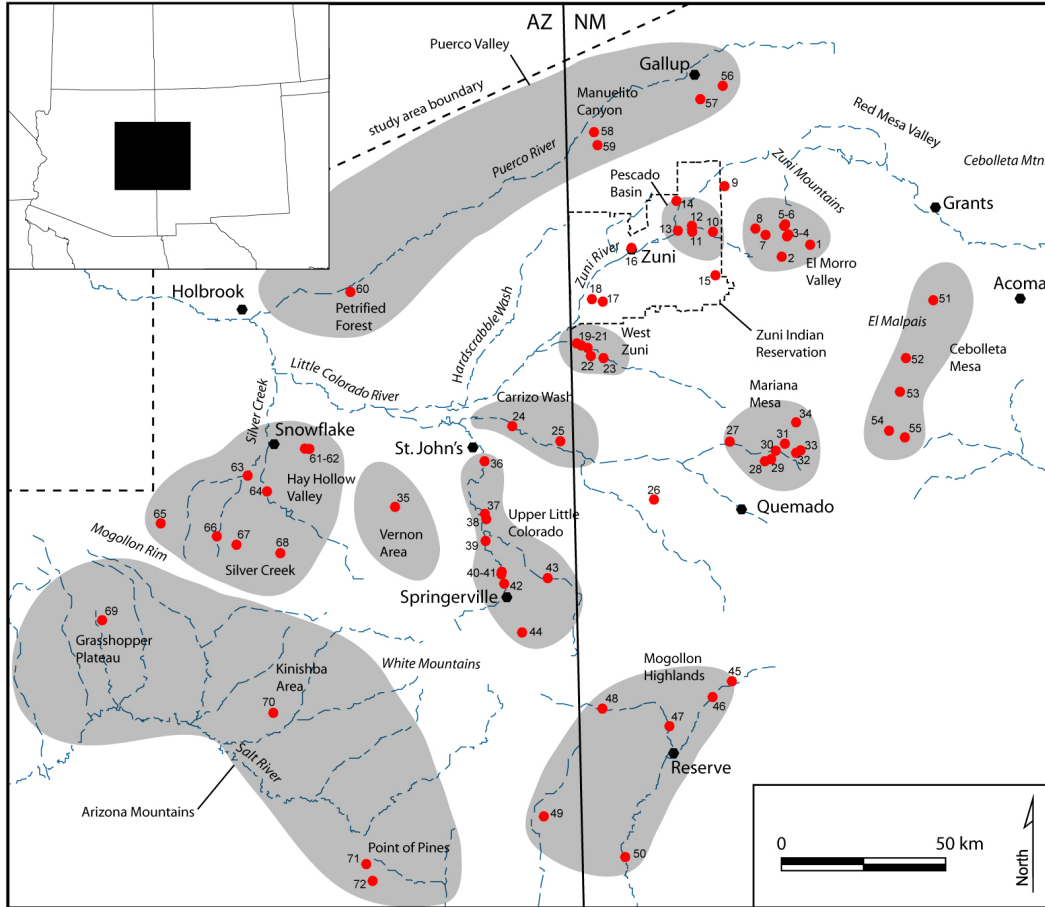 AZ
NM
Puerco Valley
study area boundary
Gallup
56
57
Manuelito
Canyon
58
59
Puerco River
Red Mesa Valley
Cebolleta Mtn
Zuni Mountains
Pescado
Basin
9
14
Grants
12
10
13
11
5-6
8
3-4
7
1
2
El Morro
Valley
16
Zuni
Zuni River
15
18
17
Acoma
Holbrook
60
Petrified
Forest
Hardscrabble Wash
51
El Malpais
Zuni Indian
Reservation
19-21
West
Zuni
22
23
52
Cebolleta
Mesa
53
54
55
Little Colorado River
Silver Creek
Carrizo Wash
24
25
Mariana
Mesa
34
27
31
30
33
28
29
32
Snowflake
61-62
Hay Hollow
Valley
63
64
St. John's
36
35
Vernon
Area
37
38
Upper Little
Colorado
39
26
Quemado
65
66
67
68
Mogollon Rim
Silver Creek
40-41
43
42
Springerville
44
69
Grasshopper
Plateau
Kinishba
Area
70
White Mountains
Mogollon
Highlands
45
46
48
47
Reserve
Salt River
Arizona Mountains
49
50
Point of Pines
71
72
0
50 km
North